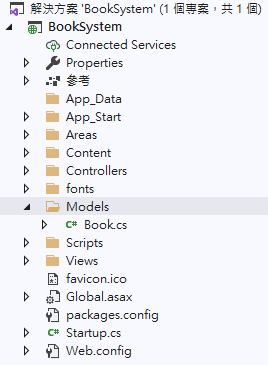 解決方案 'BookSystem' (1 個專案，共 1 個)
BookSystem
Connected Services
Properties
參考
App_Data
App_Start
Areas
Content
Controllers
fonts
Models
C# Book.cs
Scripts
Views
favicon.ico
Global.asax
packages.config
C# Startup.cs
Web.config